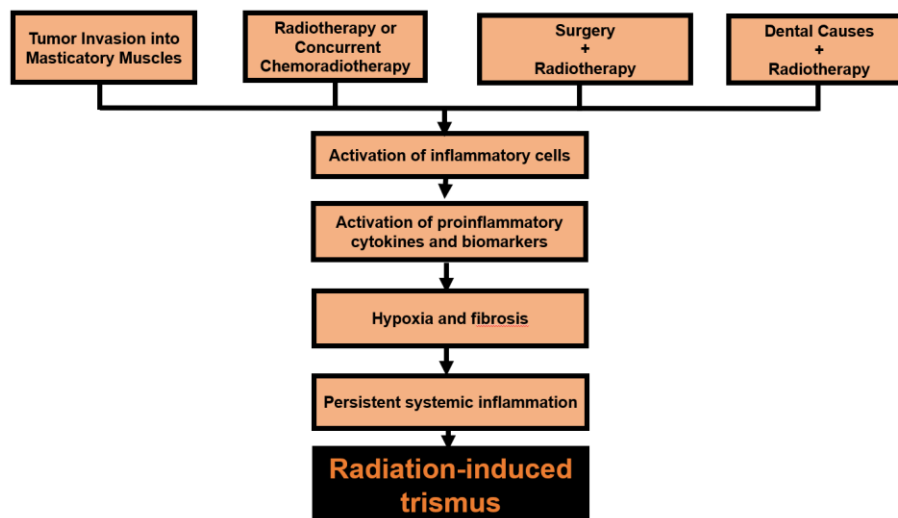 Tumor Invasion into
Masticatory Muscles
Radiotherapy or
Concurrent
Chemoradiotherapy
Surgery
+
Radiotherapy
Dental Causes
+
Radiotherapy
Activation of inflammatory cells
Activation of proinflammatory
cytokines and biomarkers
Hypoxia and fibrosis
Persistent systemic inflammation
Radiation-induced
trismus